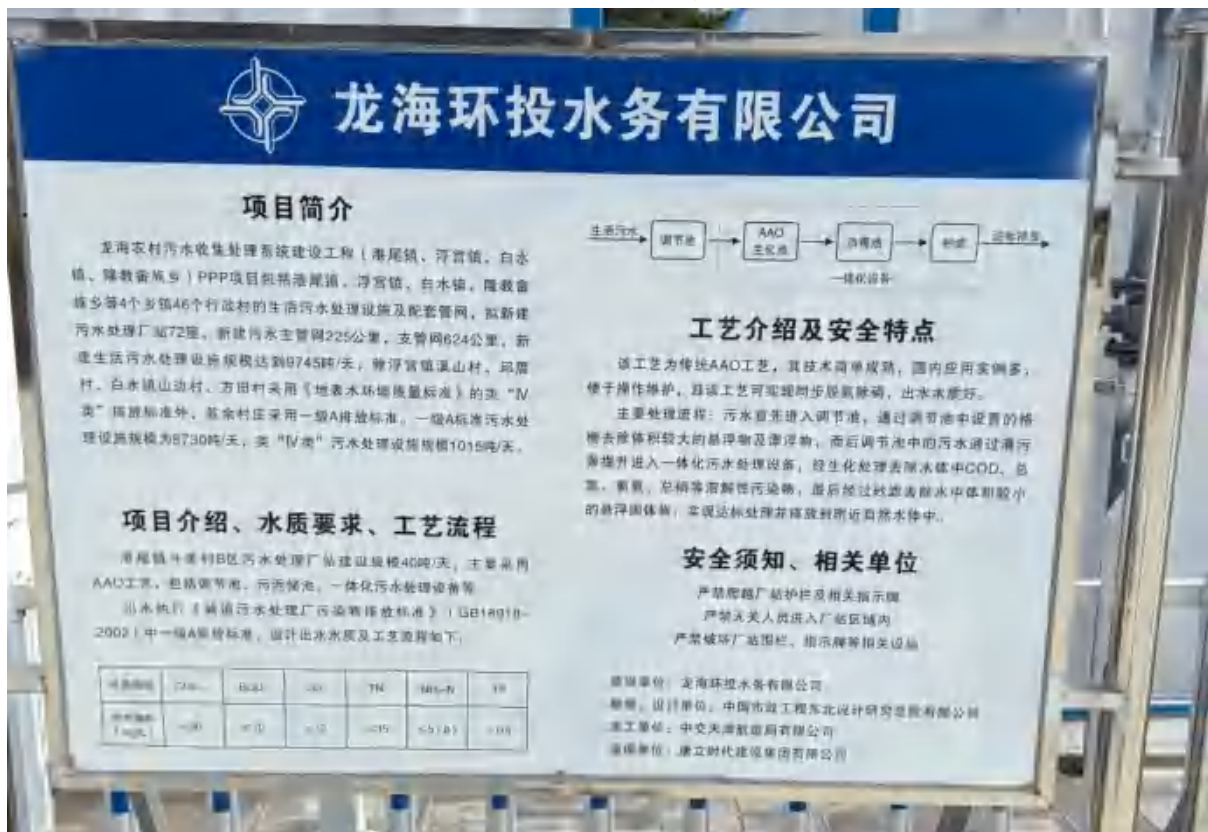 龙海环投水务有限公司
项目简介
龙海农村污水收集处理系统建设工程（港尾镇、浮宫镇、白水
镇、隆教畲族乡）PPP项目包括港尾镇、浮宫镇、白水镇、隆教畲
族乡等4个乡镇46个行政村的生活污水处理设施及配套管网，拟新建
污水处理厂站72座，新建污水主管网225公里，支管网624公里，新
建生活污水处理设施规模达到9745吨/天，除浮宫镇溪山村、邱厝
村、白水镇山边村、方田村采用《地表水环境质量标准》的类“Ⅳ
类”排放标准外，其余村庄采用一级A排放标准。一级A标准污水处
理设施规模为8730吨/天，类“Ⅳ类”污水处理设施规模1015吨/天。
项目介绍、水质要求、工艺流程
港尾镇斗美村B区污水处理厂站建设规模40吨/天，主要采用
AAO工艺，包括调节池、污泥池、一体化污水处理设备等
出水执行《城镇污水处理厂污染物排放标准》（GB18918-
2002）中一级A排放标准，设计出水水质及工艺流程如下：
TN NH₃-N TP
生活污水 调节池 AAO生化池 沉淀池 砂滤 达标排放
一体化设备
工艺介绍及安全特点
该工艺为传统AAO工艺，其技术简单成熟，国内应用实例多，
便于操作维护，且该工艺可实现同步脱氮除磷，出水水质好。
主要处理流程：污水首先进入调节池，通过调节池中设置的格
栅去除体积较大的悬浮物及漂浮物，而后调节池中的污水通过潜污
泵提升进入一体化污水处理设备，经生化处理去除水体中COD、总
氮、氨氮、总磷等溶解性污染物，最后经过砂滤去除水中体积较小
的悬浮固体物，实现达标处理并排放到附近自然水体中。
安全须知、相关单位
严禁爬越厂站护栏及相关指示牌
严禁无关人员进入厂站区域内
严禁破坏厂站围栏、指示牌等相关设施
建设单位：龙海环投水务有限公司
勘察、设计单位：中国市政工程东北设计研究总院有限公司
施工单位：中交天津航道局有限公司
监理单位：唐立时代建设集团有限公司